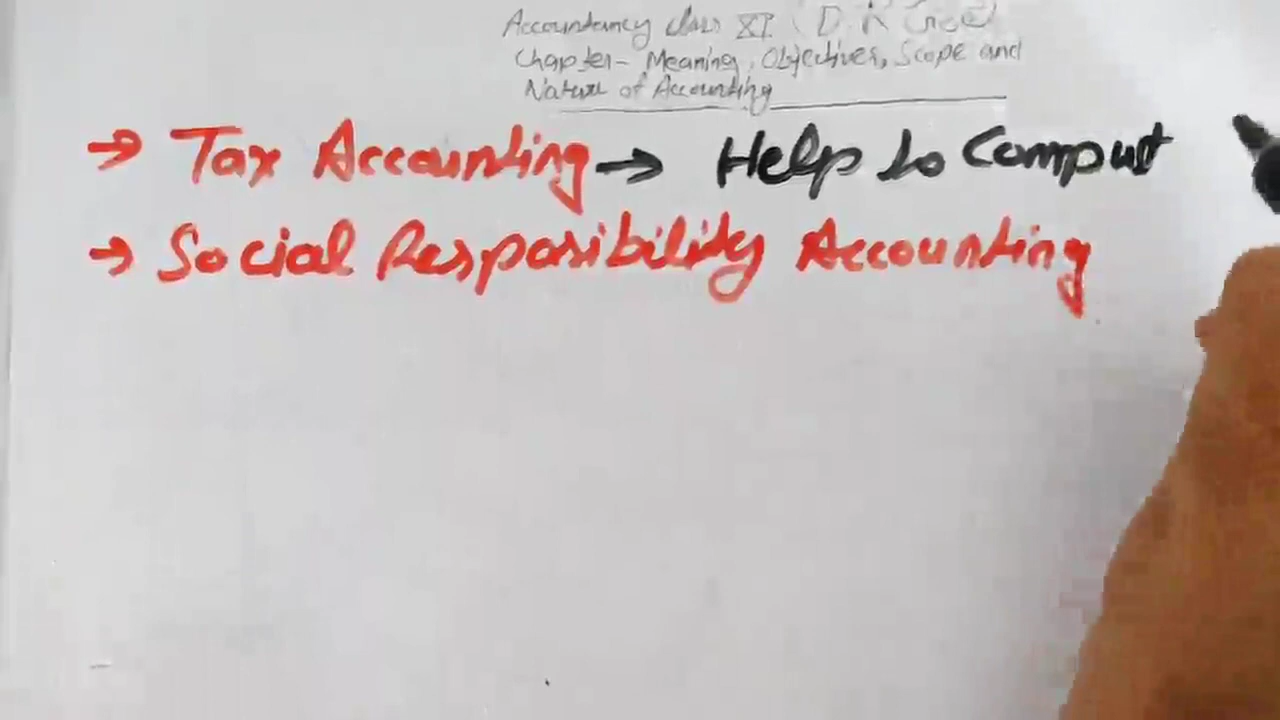 Accountancy class XI (D. K Goel)
Chapter- Meaning, Objectives, Scope and
Nature of Accounting
→ Tax Accounting → Help to Comput
→ Social Responsibility Accounting